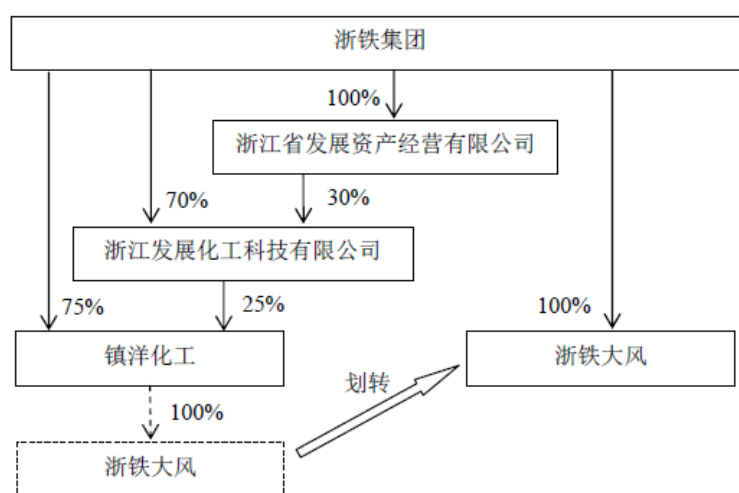 浙铁集团
100%
浙江省发展资产经营有限公司
70%
30%
浙江发展化工科技有限公司
75%
25%
100%
镇洋化工
浙铁大风
划转
100%
浙铁大风